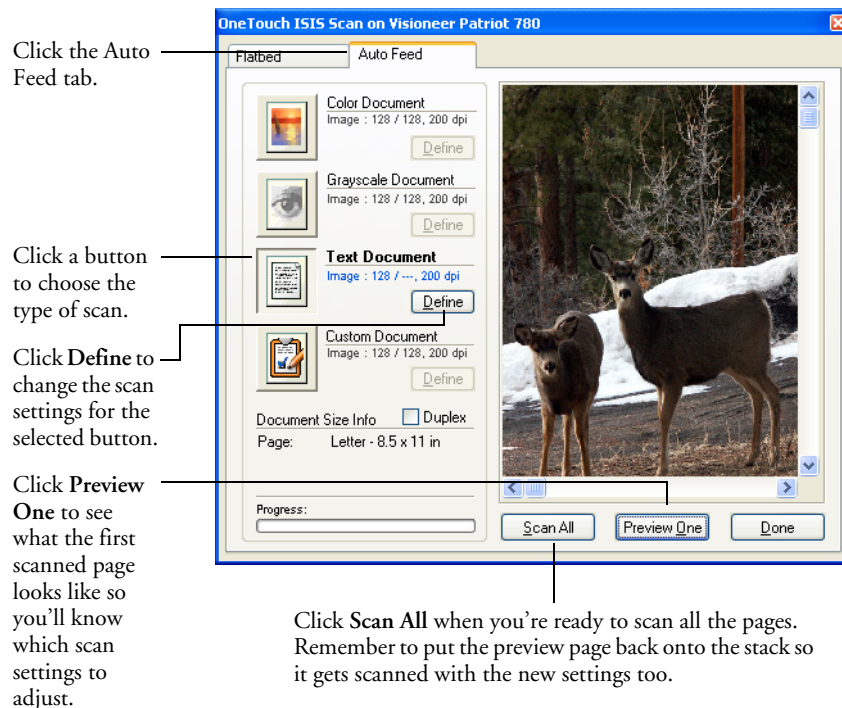 OneTouch ISIS Scan on Visioneer Patriot 780
Flatbed
Auto Feed
Click the Auto
Feed tab.
Color Document
Image : 128 / 128, 200 dpi
Define
Grayscale Document
Image : 128 / 128, 200 dpi
Define
Click a button
to choose the
type of scan.
Text Document
Image : 128 / ---, 200 dpi
Define
Click Define to
change the scan
settings for the
selected button.
Custom Document
Image : 128 / 128, 200 dpi
Define
Document Size Info
Duplex
Page: Letter - 8.5 x 11 in
Click Preview
One to see
what the first
scanned page
looks like so
you'll know
which scan
settings to
adjust.
Progress:
Scan All
Preview One
Done
Click Scan All when you're ready to scan all the pages.
Remember to put the preview page back onto the stack so
it gets scanned with the new settings too.